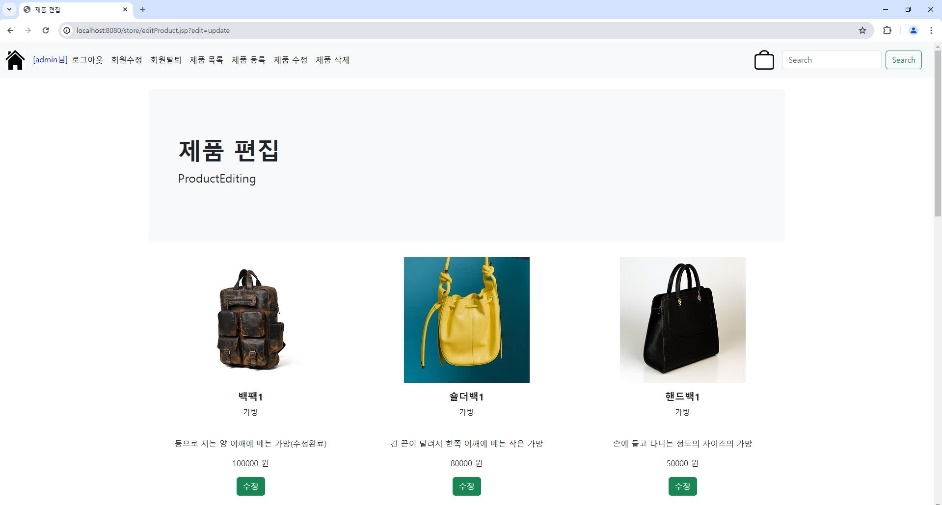 제품 편집
localhost:8080/store/editProduct.jsp?edit=update
[admin님] 로그아웃 회원수정 회원탈퇴 제품 목록 제품 등록 제품 수정 제품 삭제 Search Search
제품 편집
ProductEditing
백팩1
가방
등으로 지는 양 어깨에 메는 가방(수정완료)
100000 원
수정
숄더백1
가방
긴 끈이 달려서 한쪽 어깨에 메는 작은 가방
80000 원
수정
핸드백1
가방
손에 들고 다니는 정도의 사이즈의 가방
50000 원
수정